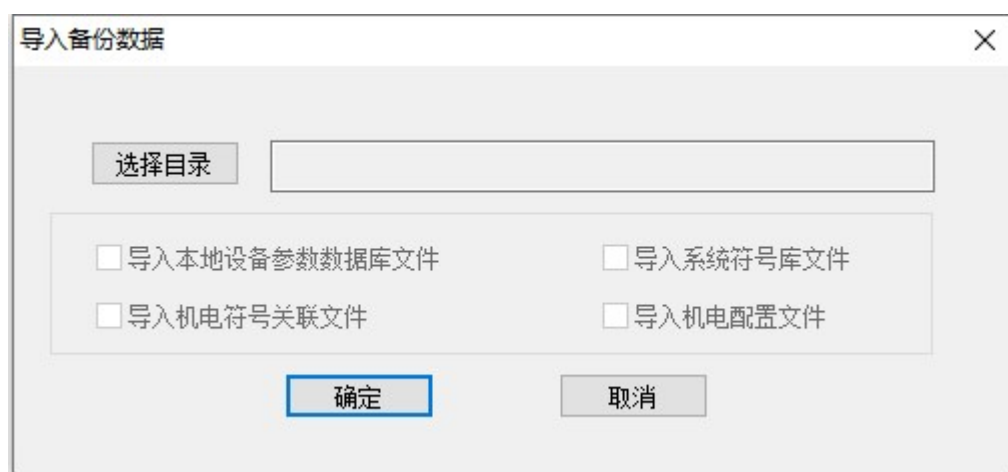 导入备份数据
选择目录
导入本地设备参数数据库文件 导入系统符号库文件
导入机电符号关联文件 导入机电配置文件
确定 取消